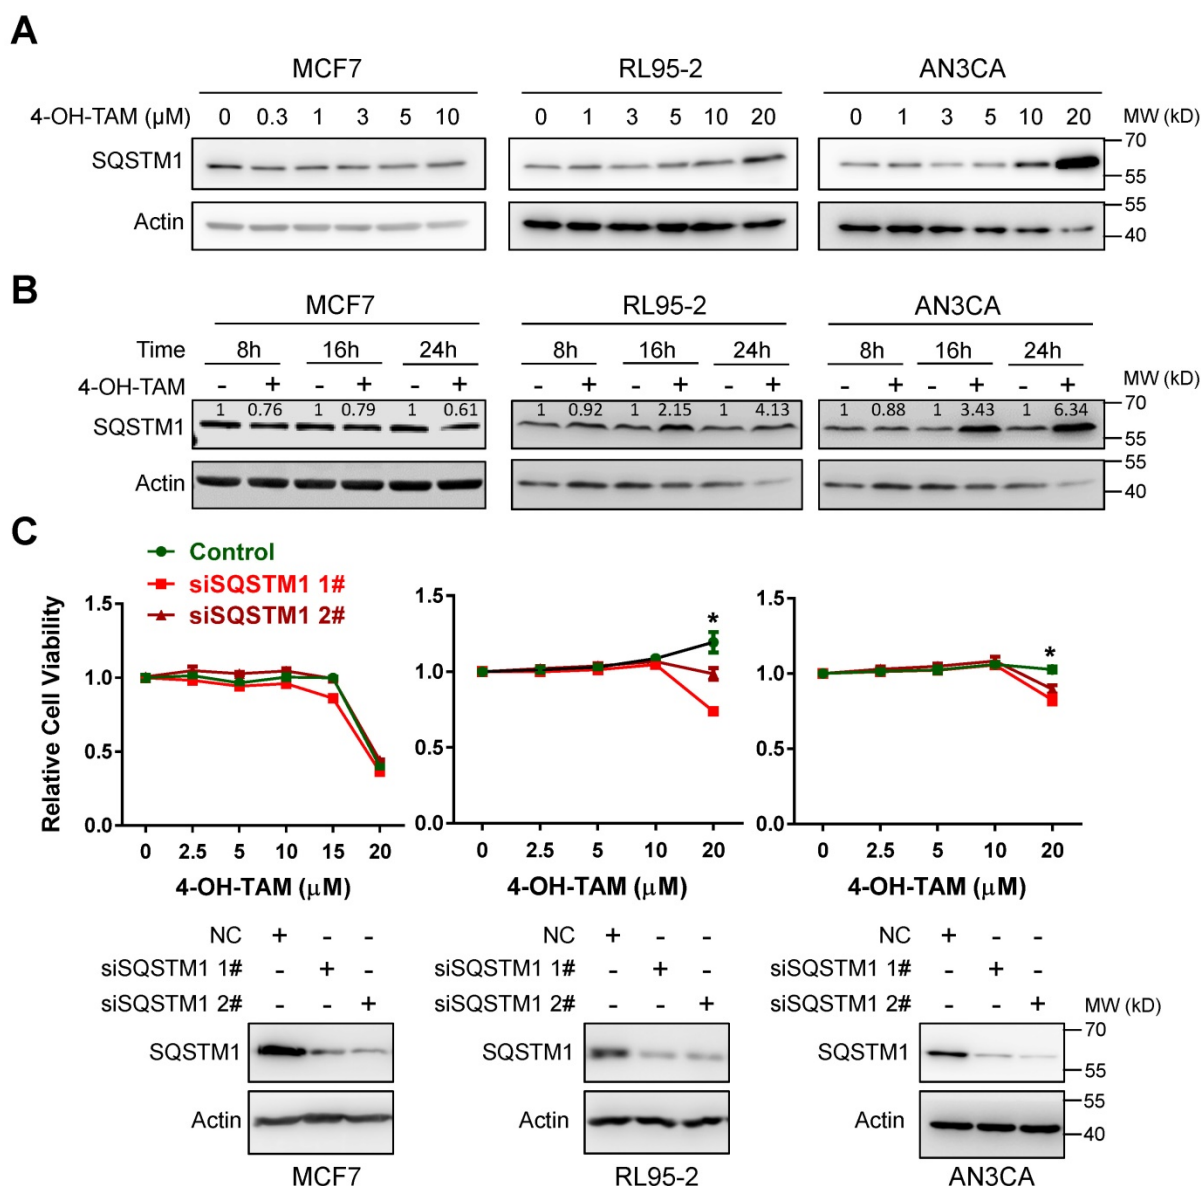 A
MCF7 RL95-2 AN3CA
4-OH-TAM (µM) 0 0.3 1 3 5 10 0 1 3 5 10 20 0 1 3 5 10 20 MW (kD)
SQSTM1 70
55
Actin 55
40
B
MCF7 RL95-2 AN3CA
Time 8h 16h 24h 8h 16h 24h 8h 16h 24h
4-OH-TAM - + - + - + - + - + - + - + - + - + MW (kD)
1 0.76 1 0.79 1 0.61 1 0.92 1 2.15 1 4.13 1 0.88 1 3.43 1 6.34 70
SQSTM1 55
Actin 55
40
C
Control
siSQSTM1 1#
siSQSTM1 2#
Relative Cell Viability
1.5
1.0
0.5
0.0
0 2.5 5 10 15 20
4-OH-TAM (μM)
1.5
1.0
0.5
0.0
*
0 2.5 5 10 20
4-OH-TAM (μM)
1.5
1.0
0.5
0.0
*
0 2.5 5 10 20
4-OH-TAM (μM)
NC + - - NC + - - NC + - -
siSQSTM1 1# - + - siSQSTM1 1# - + - siSQSTM1 1# - + -
siSQSTM1 2# - - + siSQSTM1 2# - - + siSQSTM1 2# - - + MW (kD)
SQSTM1 SQSTM1 SQSTM1 70
55
Actin Actin Actin 55
40
MCF7 RL95-2 AN3CA